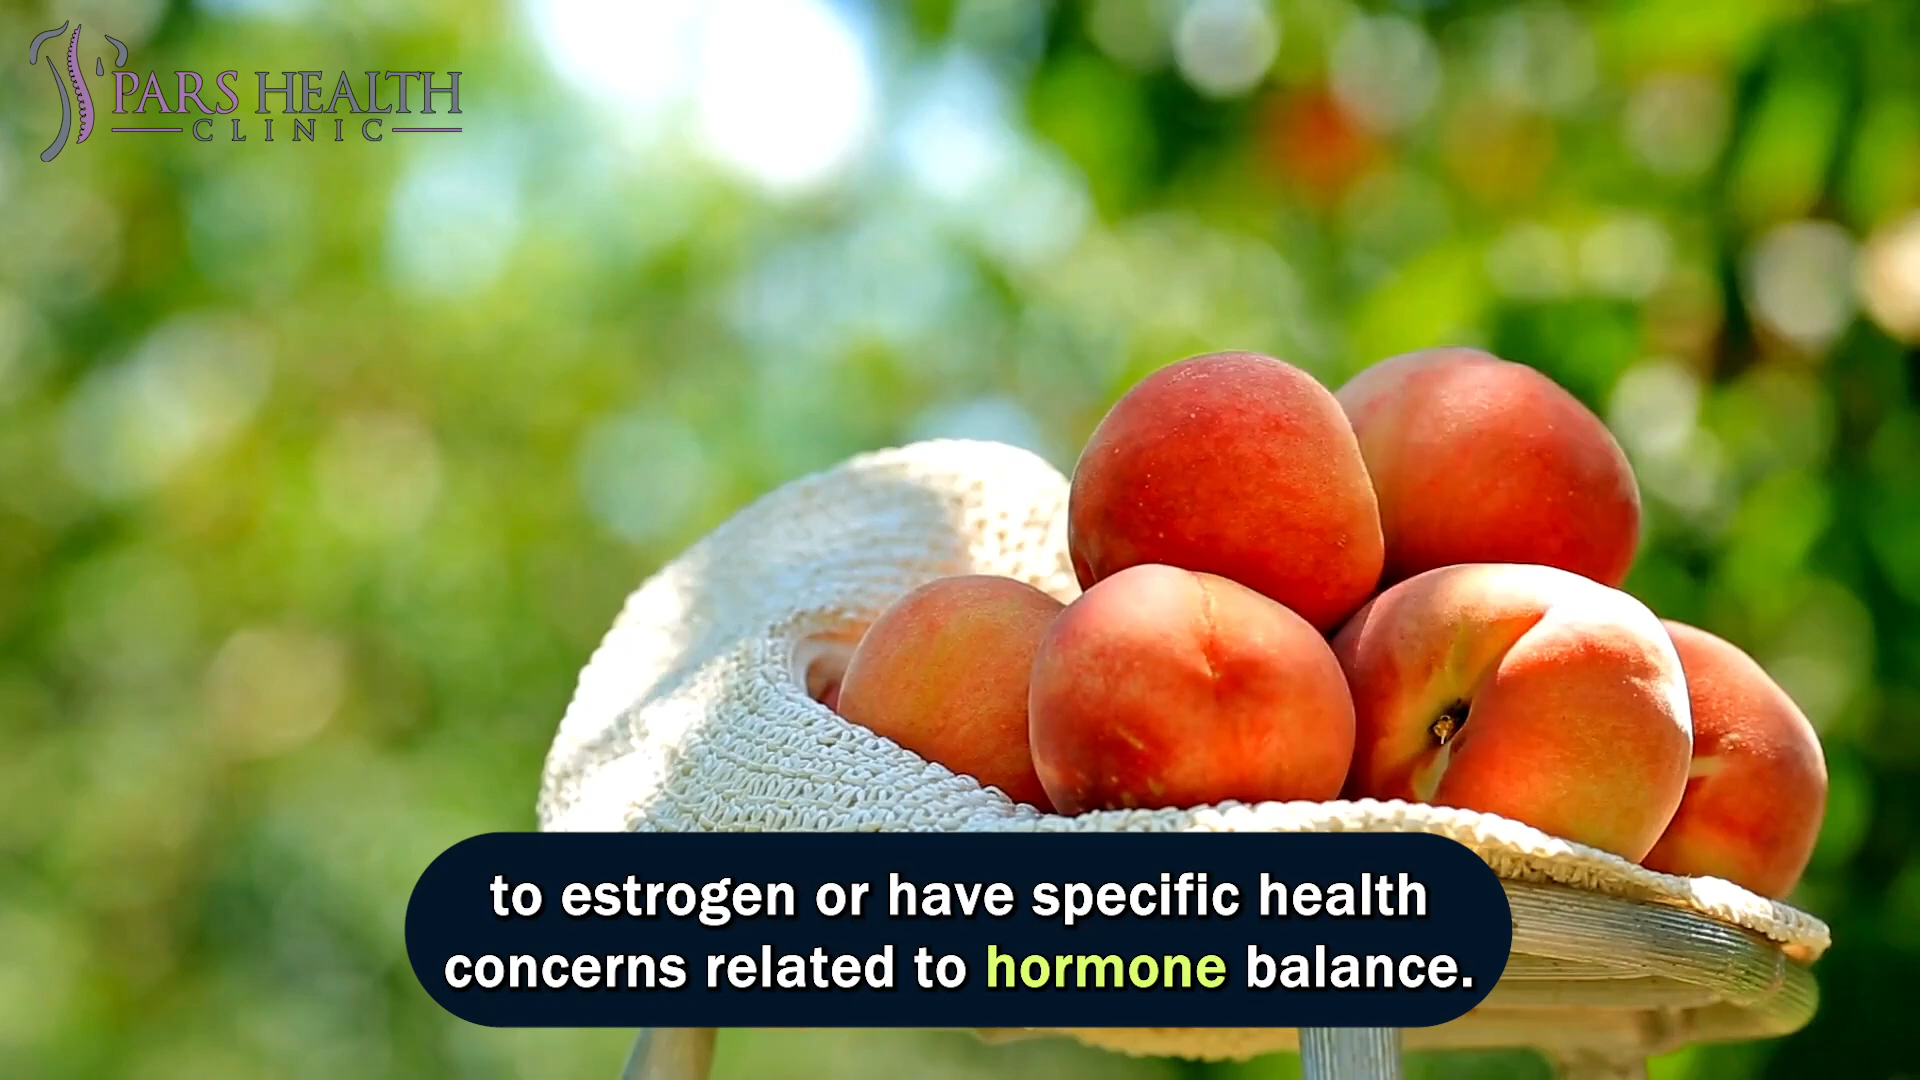 PARS HEALTH
CLINIC
to estrogen or have specific health
concerns related to hormone balance.